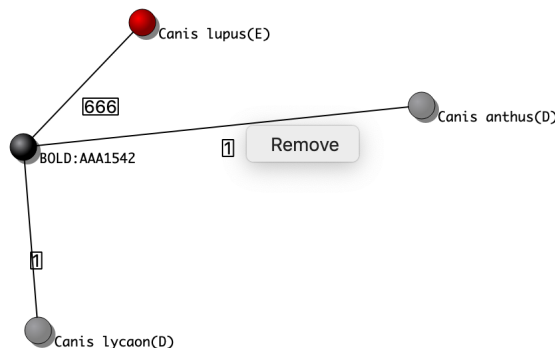 Canis lupus(E)
666
Canis anthus(D)
1
Remove
BOLD:AAA1542
1
Canis lycaon(D)